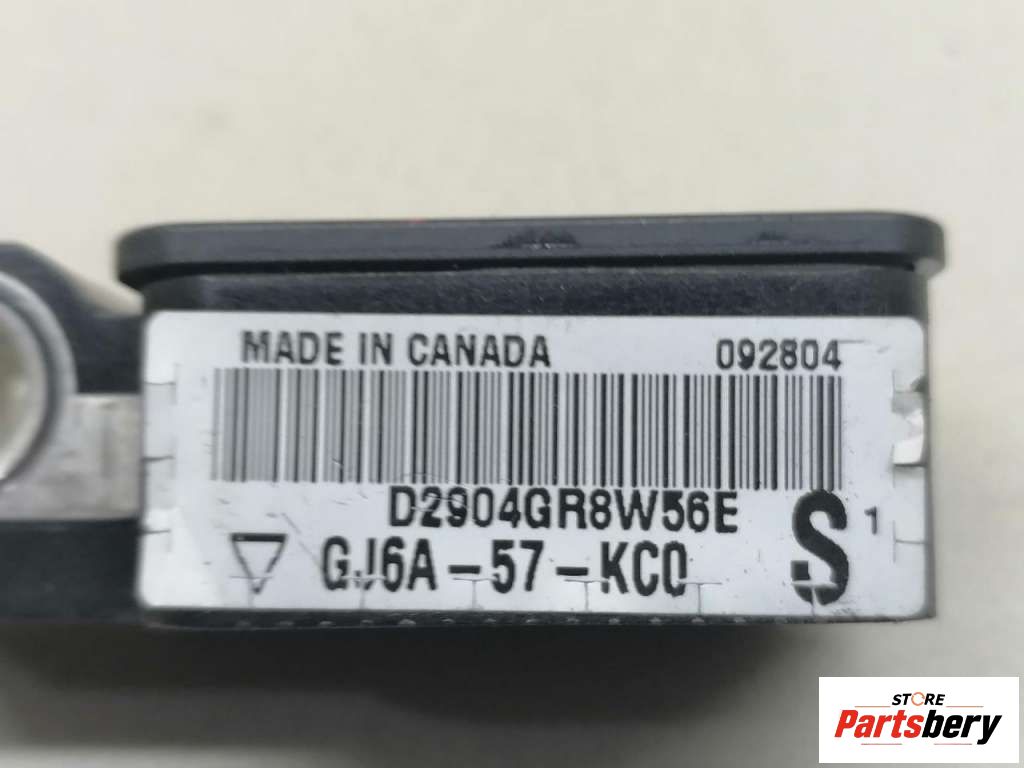 MADE IN CANADA 092804
D2904GR8W56E
S 1
GJ6A-57-KC0
STORE
Partsbery